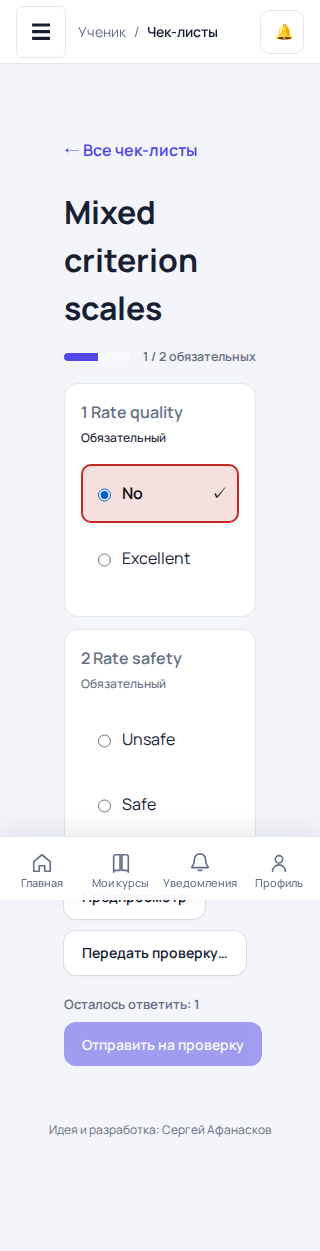 Ученик / Чек-листы
← Все чек-листы
Mixed
criterion
scales
1 / 2 обязательных
1 Rate quality
Обязательный
No ✓
Excellent
2 Rate safety
Обязательный
Unsafe
Safe
Главная Мои курсы Уведомления Профиль
Предпросмотр
Передать проверку…
Осталось ответить: 1
Отправить на проверку
Идея и разработка: Сергей Афанасков